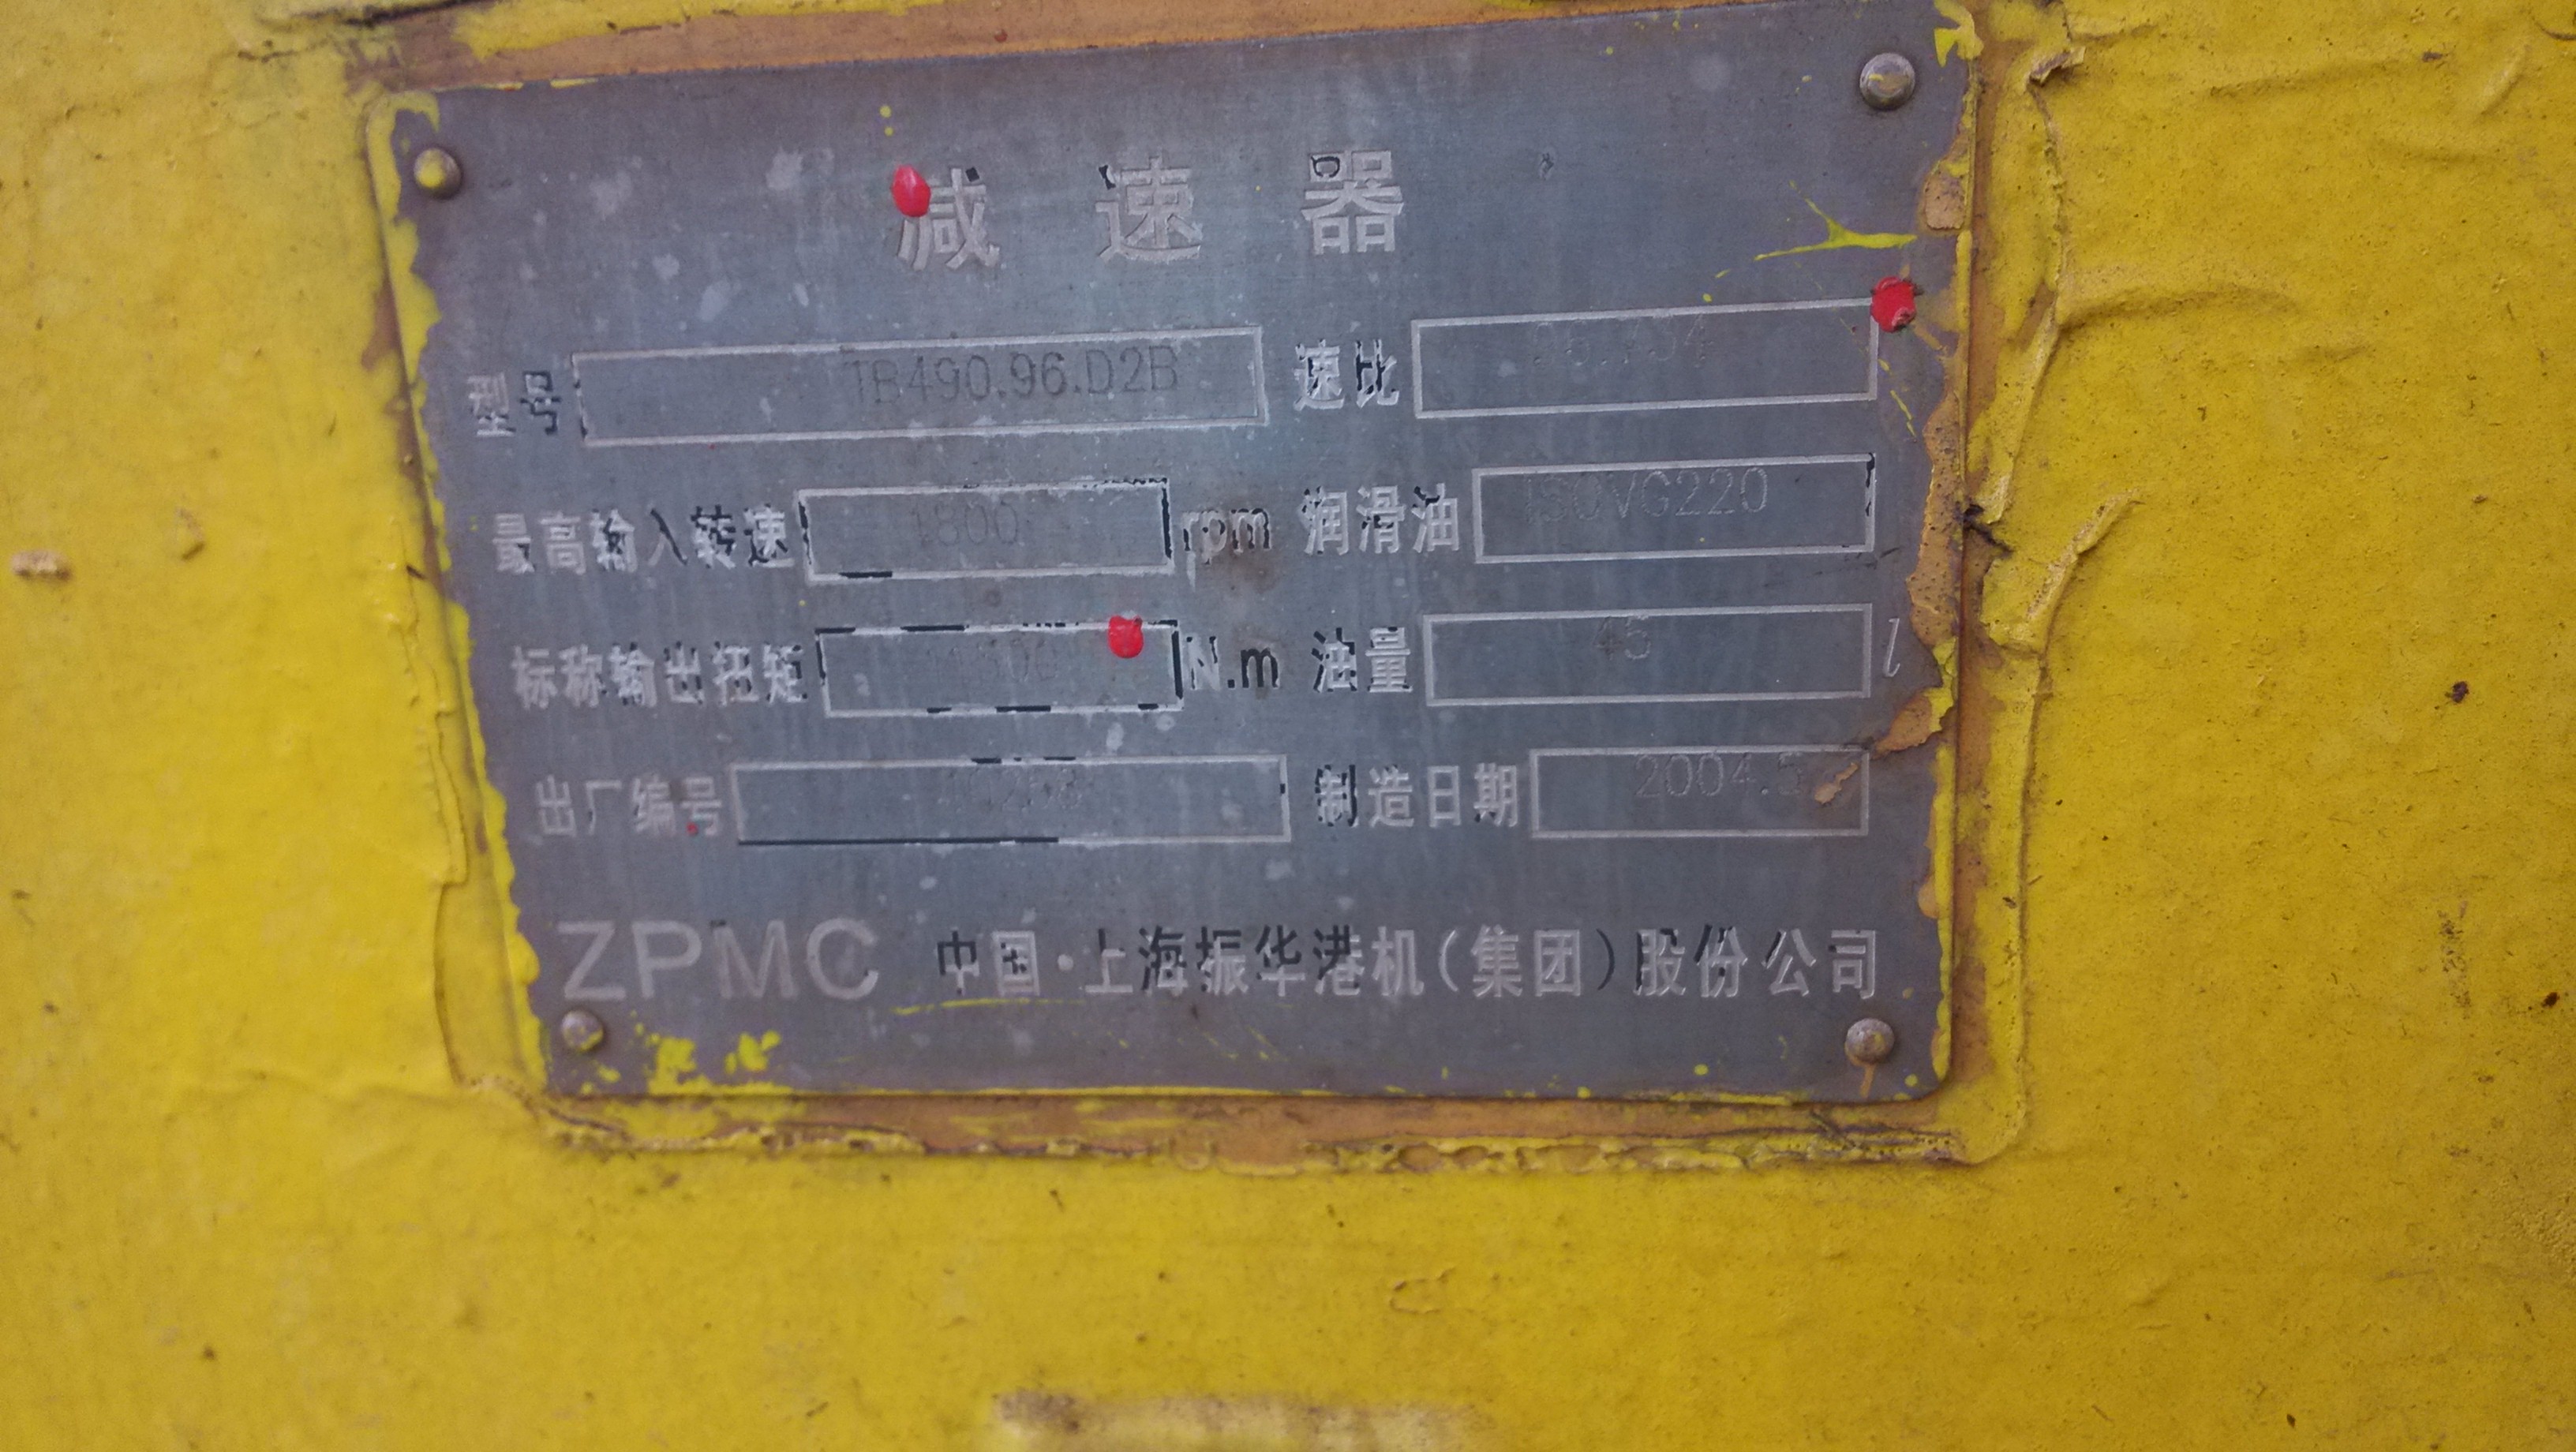 减速器
型号 TB490.96.D2B 速比
最高输入转速 1800 rpm 润滑油 ISOVG220
标称输出扭矩 N.m 油量 45 l
出厂编号 制造日期 2004.5
ZPMC 中国·上海振华港机(集团)股份公司